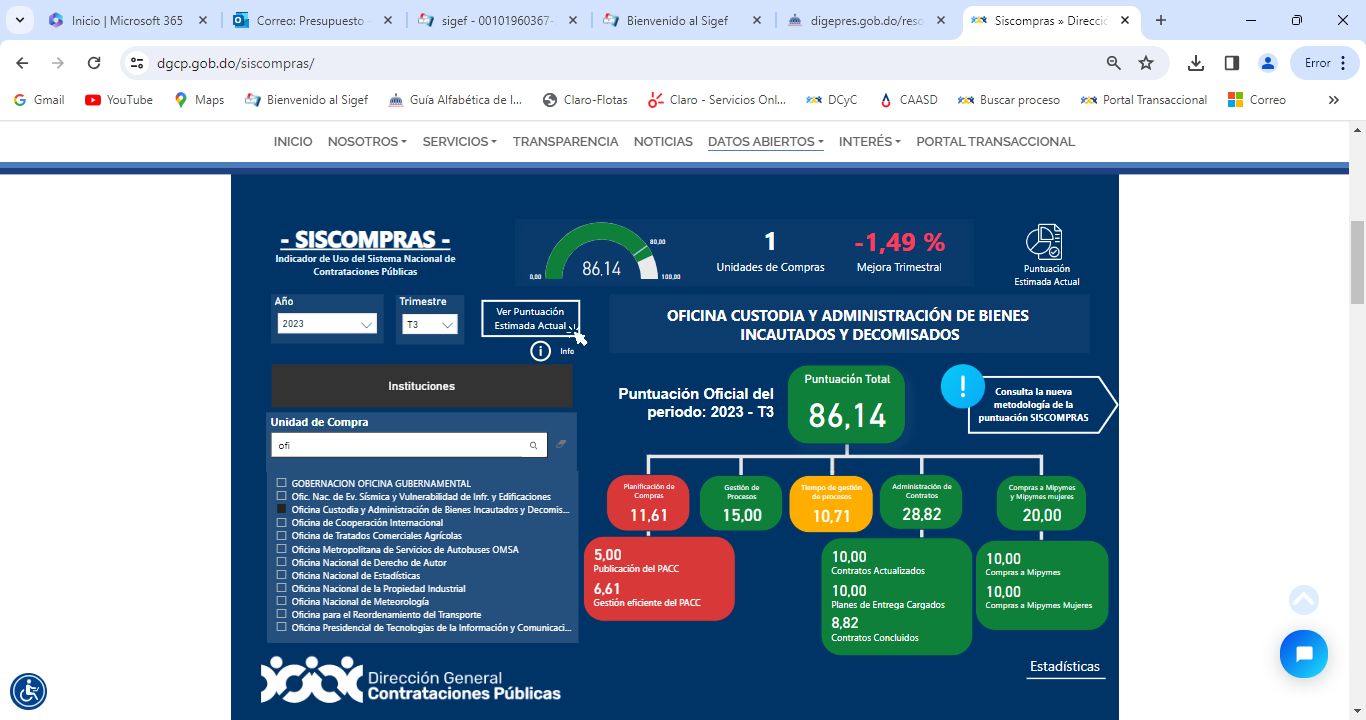 Inicio | Microsoft 365
Correo: Presupuesto
sigef - 00101960367-
Bienvenido al Sigef
digepres.gob.do/reso
Siscompras » Direcció
dgcp.gob.do/siscompras/
Error
Gmail
YouTube
Maps
Bienvenido al Sigef
Guía Alfabética de l...
Claro-Flotas
Claro - Servicios Onl...
DCyC
CAASD
Buscar proceso
Portal Transaccional
Correo
INICIO
NOSOTROS
SERVICIOS
TRANSPARENCIA
NOTICIAS
DATOS ABIERTOS
INTERÉS
PORTAL TRANSACCIONAL
- SISCOMPRAS -
Indicador de Uso del Sistema Nacional de
Contrataciones Públicas
80,00
86,14
0,00
100,00
1
Unidades de Compras
-1,49 %
Mejora Trimestral
Puntuación
Estimada Actual
Año
2023
Trimestre
T3
Ver Puntuación
Estimada Actual
Info
OFICINA CUSTODIA Y ADMINISTRACIÓN DE BIENES
INCAUTADOS Y DECOMISADOS
Instituciones
Unidad de Compra
ofi
GOBERNACION OFICINA GUBERNAMENTAL
Ofic. Nac. de Ev. Sísmica y Vulnerabilidad de Infr. y Edificaciones
Oficina Custodia y Administración de Bienes Incautados y Decomis...
Oficina de Cooperación Internacional
Oficina de Tratados Comerciales Agrícolas
Oficina Metropolitana de Servicios de Autobuses OMSA
Oficina Nacional de Derecho de Autor
Oficina Nacional de Estadísticas
Oficina Nacional de la Propiedad Industrial
Oficina Nacional de Meteorología
Oficina para el Reordenamiento del Transporte
Oficina Presidencial de Tecnologías de la Información y Comunicaci...
Puntuación Oficial del
periodo: 2023 - T3
Puntuación Total
86,14
!
Consulta la nueva
metodología de la
puntuación SISCOMPRAS
Planificación de
Compras
11,61
Gestión de
Procesos
15,00
Tiempo de gestión
de procesos
10,71
Administración de
Contratos
28,82
Compras a Mipymes
y Mipymes mujeres
20,00
5,00
Publicación del PACC
6,61
Gestión eficiente del PACC
10,00
Contratos Actualizados
10,00
Planes de Entrega Cargados
8,82
Contratos Concluidos
10,00
Compras a Mipymes
10,00
Compras a Mipymes Mujeres
Estadísticas
Dirección General
Contrataciones Públicas